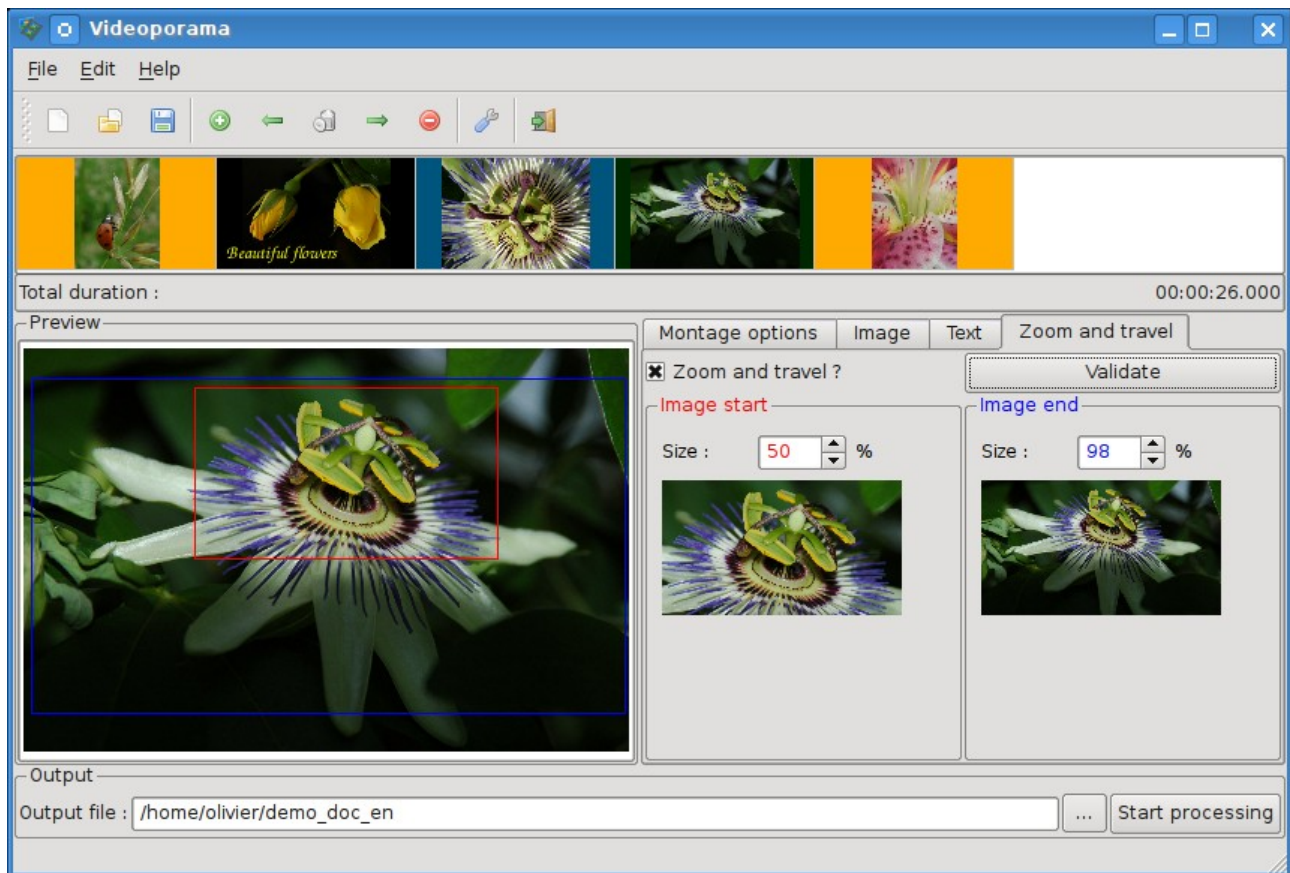 Videoporama
File Edit Help
Beautiful flowers
Total duration : 00:00:26.000
Preview
Montage options Image Text Zoom and travel
Zoom and travel ? Validate
Image start Image end
Size : 50 % Size : 98 %
Output
Output file : /home/olivier/demo_doc_en ... Start processing